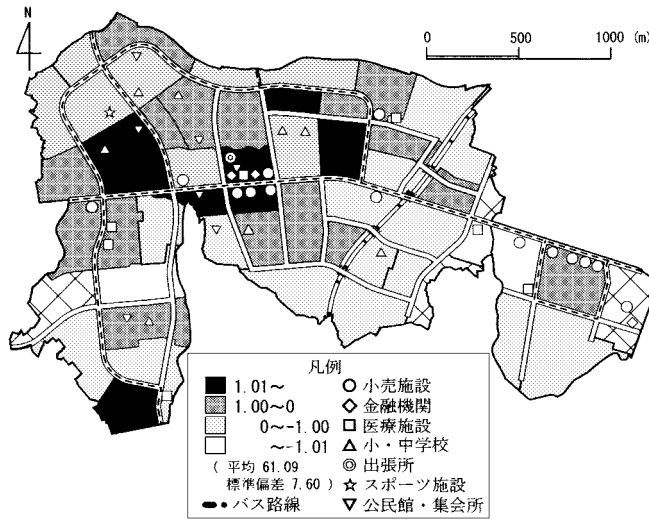 N
0 500 1000 (m)
凡例
1.01～ ○小売施設
1.00～0 ◇金融機関
0～-1.00 □医療施設
～-1.01 △小・中学校
( 平均 61.09 ◎出張所
標準偏差 7.60 ) ☆スポーツ施設
バス路線 ▽公民館・集会所